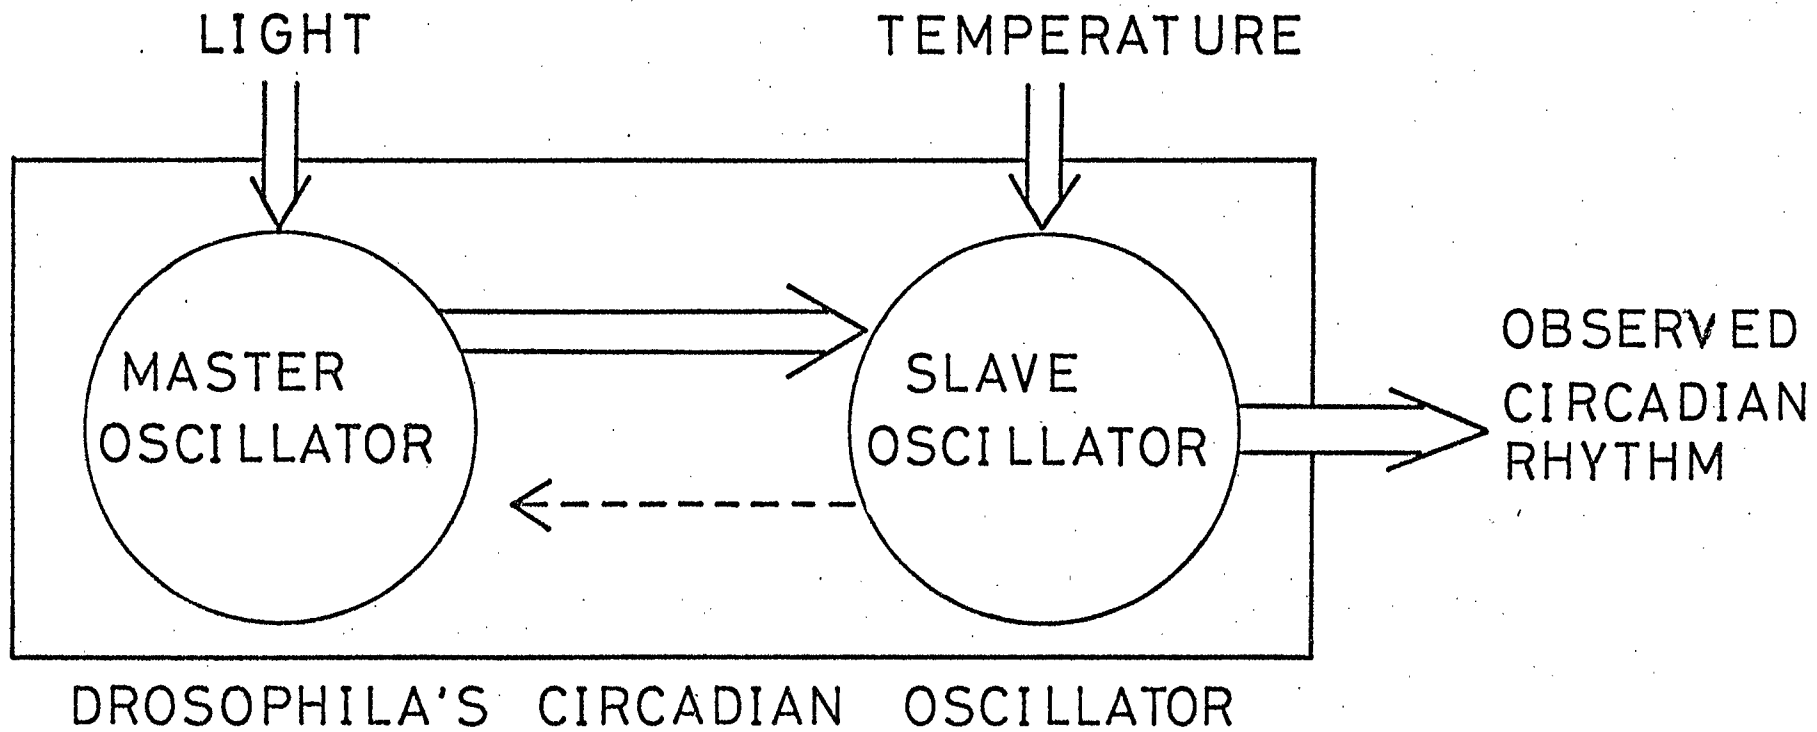 LIGHT
TEMPERATURE
MASTER
OSCILLATOR
SLAVE
OSCILLATOR
OBSERVED
CIRCADIAN
RHYTHM
DROSOPHILA'S CIRCADIAN OSCILLATOR